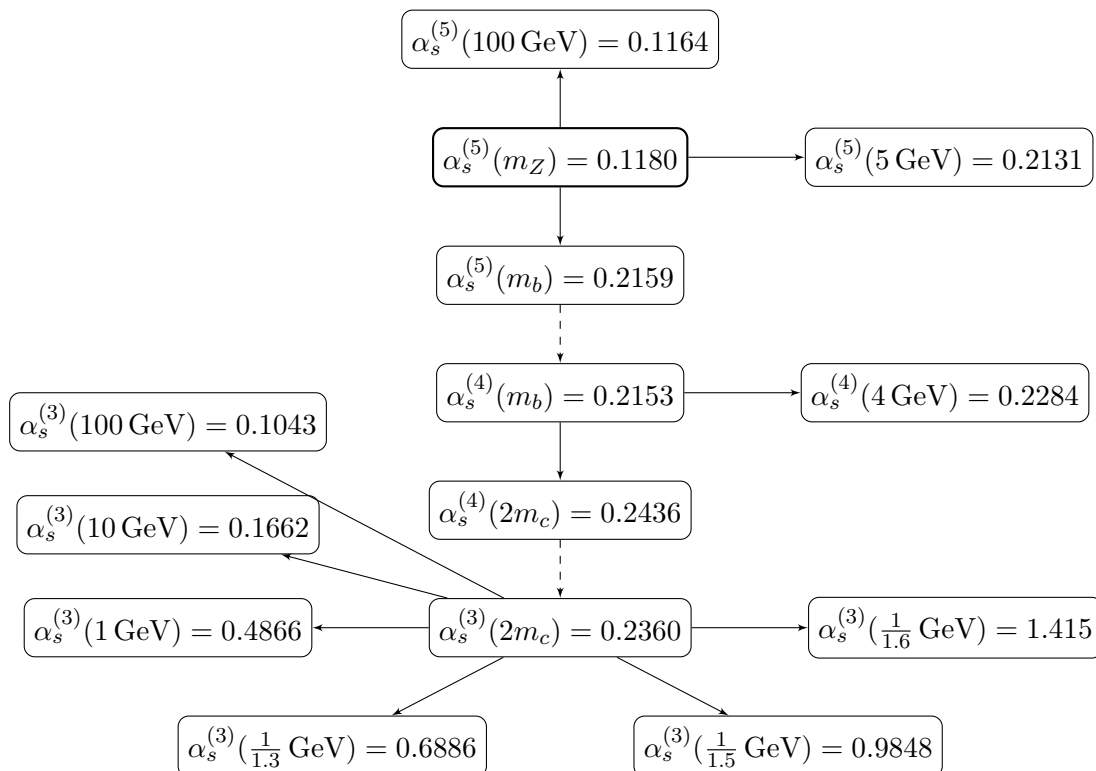 α_s^{(5)}(100 GeV) = 0.1164
α_s^{(5)}(m_Z) = 0.1180
α_s^{(5)}(5 GeV) = 0.2131
α_s^{(5)}(m_b) = 0.2159
α_s^{(4)}(m_b) = 0.2153
α_s^{(4)}(4 GeV) = 0.2284
α_s^{(3)}(100 GeV) = 0.1043
α_s^{(4)}(2m_c) = 0.2436
α_s^{(3)}(10 GeV) = 0.1662
α_s^{(3)}(1 GeV) = 0.4866
α_s^{(3)}(2m_c) = 0.2360
α_s^{(3)}(\frac{1}{1.6} GeV) = 1.415
α_s^{(3)}(\frac{1}{1.3} GeV) = 0.6886
α_s^{(3)}(\frac{1}{1.5} GeV) = 0.9848